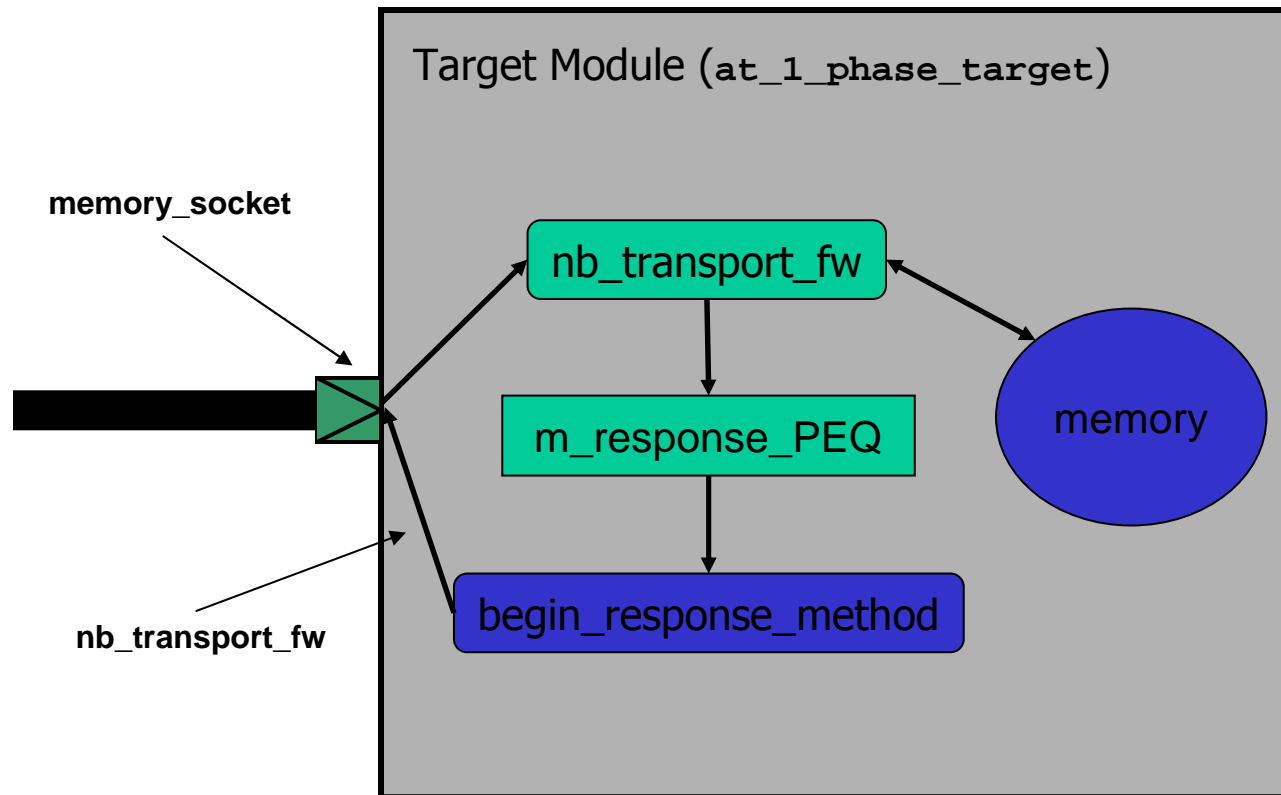 Target Module (at_1_phase_target)
memory_socket
nb_transport_fw
memory
m_response_PEQ
begin_response_method
nb_transport_fw